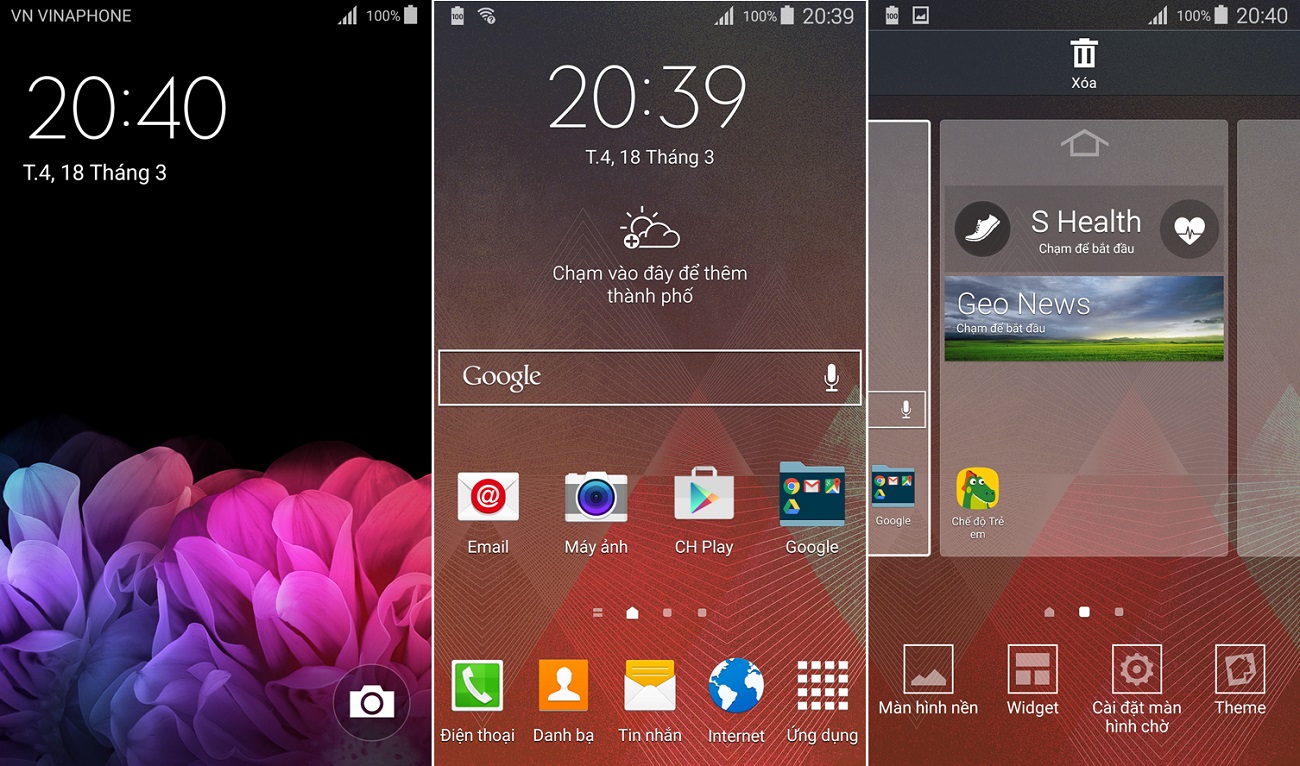 VN VINAPHONE
100%
20:40
T.4, 18 Tháng 3
100
100%
20:39
20:39
T.4, 18 Tháng 3
Chạm vào đây để thêm
thành phố
Google
Email
Máy ảnh
CH Play
Google
Điện thoại
Danh bạ
Tin nhắn
Internet
Ứng dụng
100
100%
20:40
Xóa
S Health
Chạm để bắt đầu
Geo News
Chạm để bắt đầu
Google
Chế độ Trẻ
em
Màn hình nền
Widget
Cài đặt màn
hình chờ
Theme